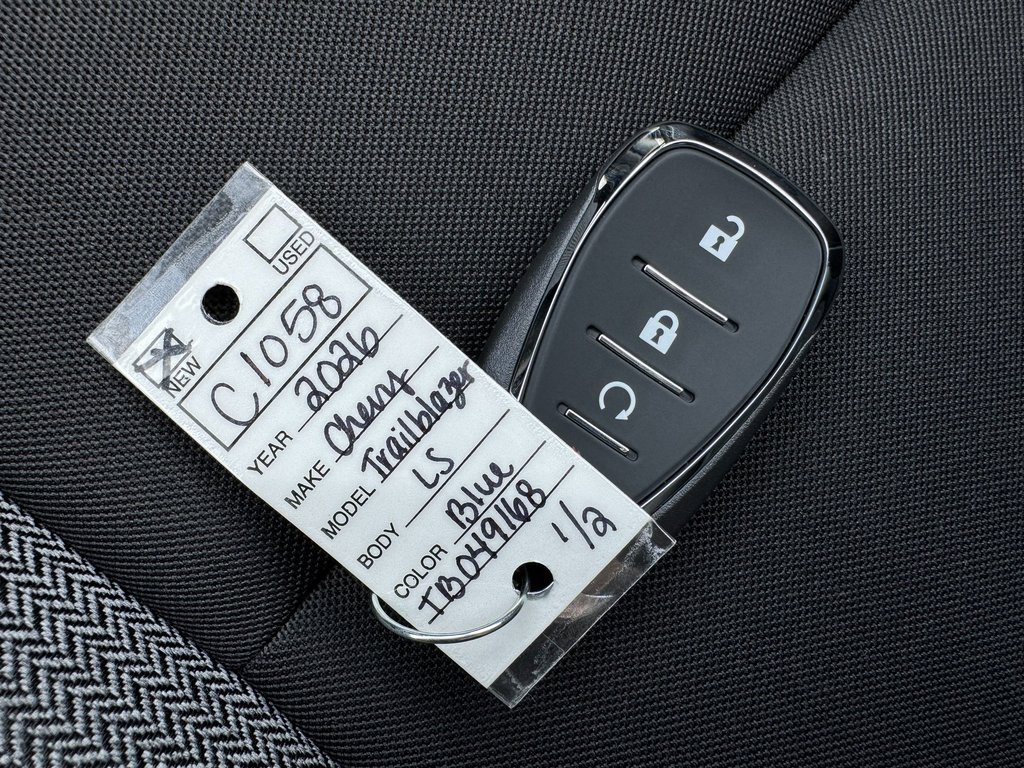 USED
NEW
C1058
YEAR 2026
MAKE Chevy
MODEL Trailblazer
BODY LS
COLOR Blue
TB049168
1/2